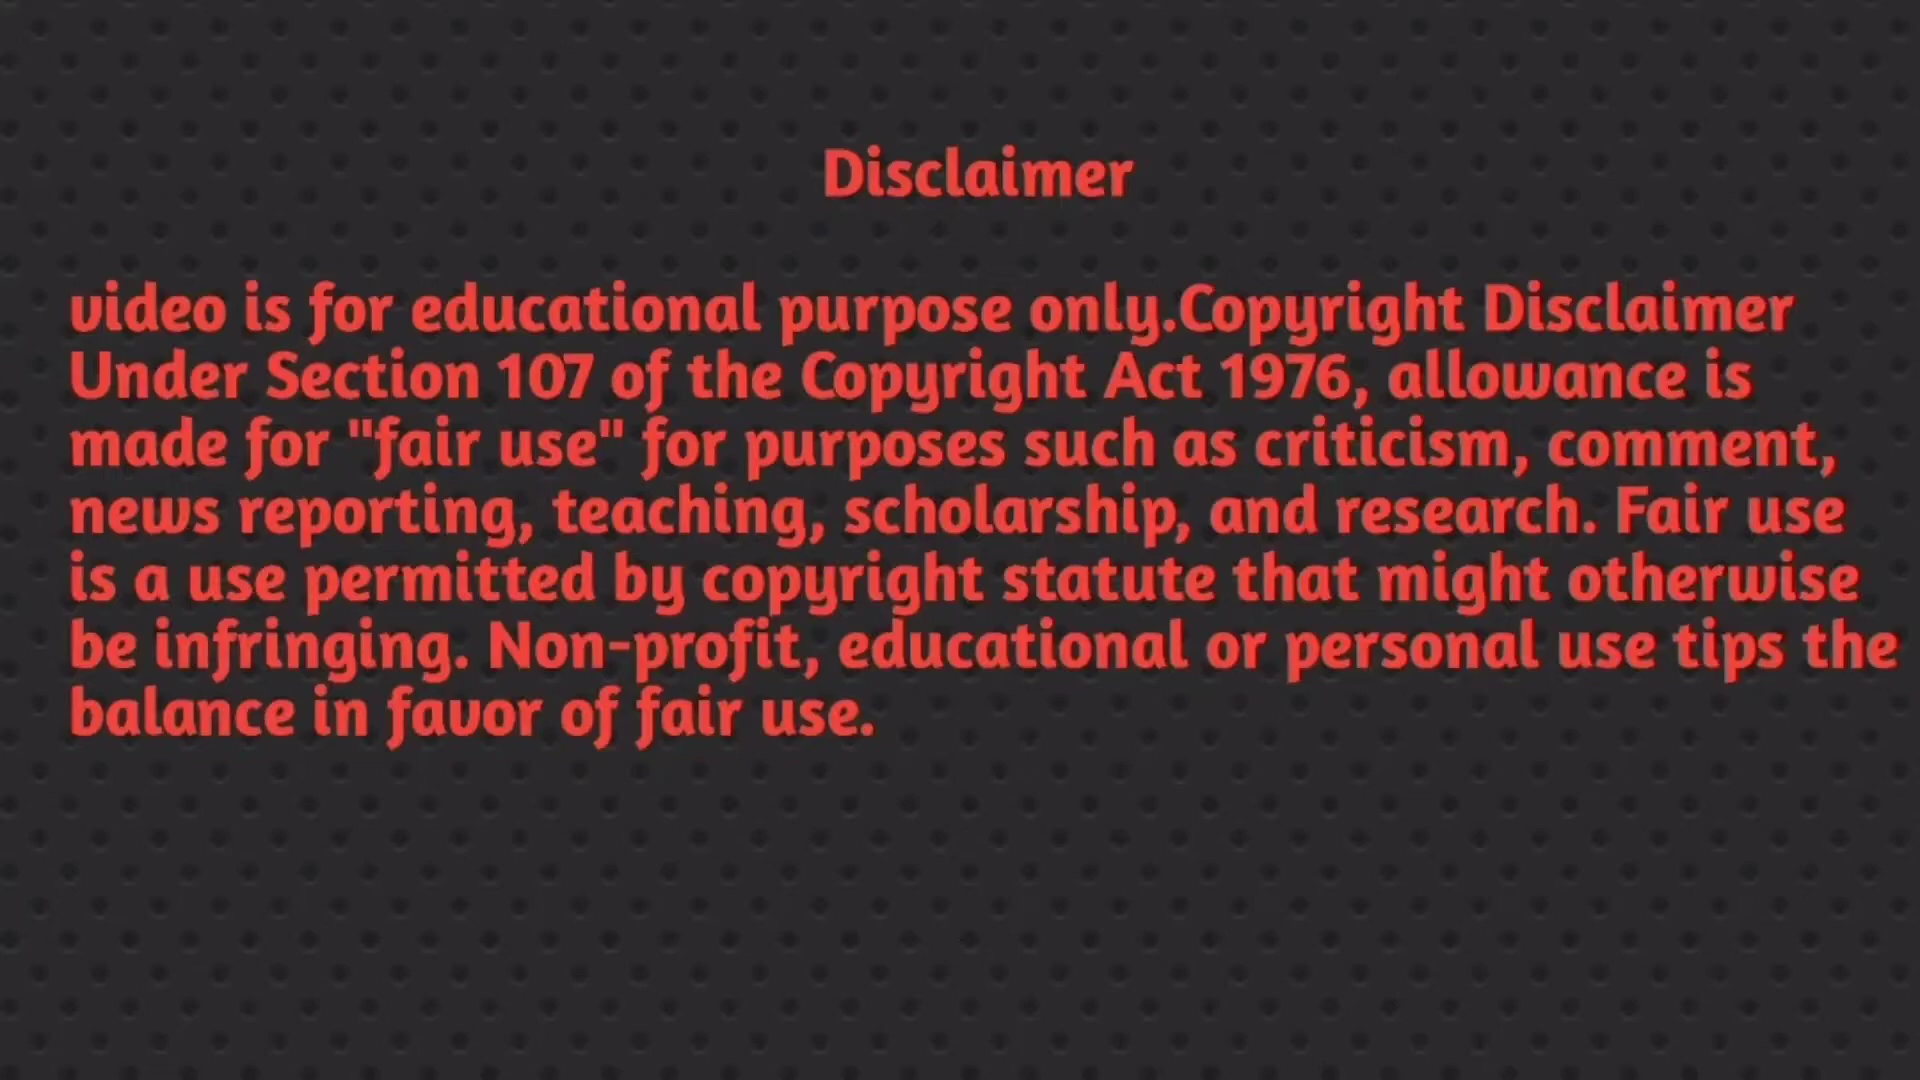 Disclaimer
video is for educational purpose only.Copyright Disclaimer
Under Section 107 of the Copyright Act 1976, allowance is
made for "fair use" for purposes such as criticism, comment,
news reporting, teaching, scholarship, and research. Fair use
is a use permitted by copyright statute that might otherwise
be infringing. Non-profit, educational or personal use tips the
balance in favor of fair use.